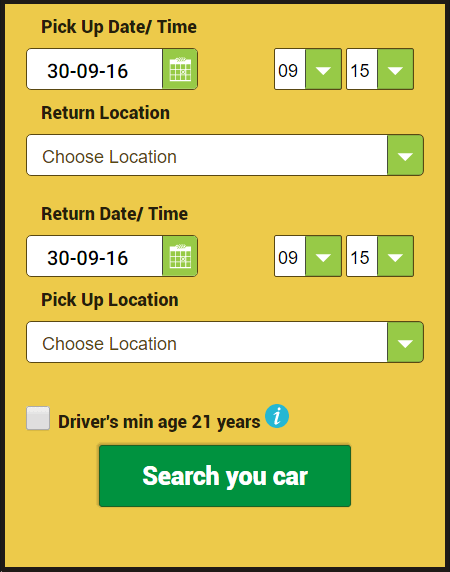 Pick Up Date/ Time
30-09-16 09 15
Return Location
Choose Location
Return Date/ Time
30-09-16 09 15
Pick Up Location
Choose Location
Driver's min age 21 years i
Search you car